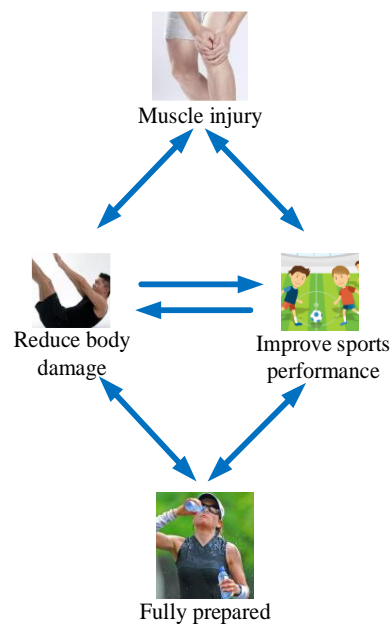 Muscle injury
Reduce body
damage
Improve sports
performance
Fully prepared